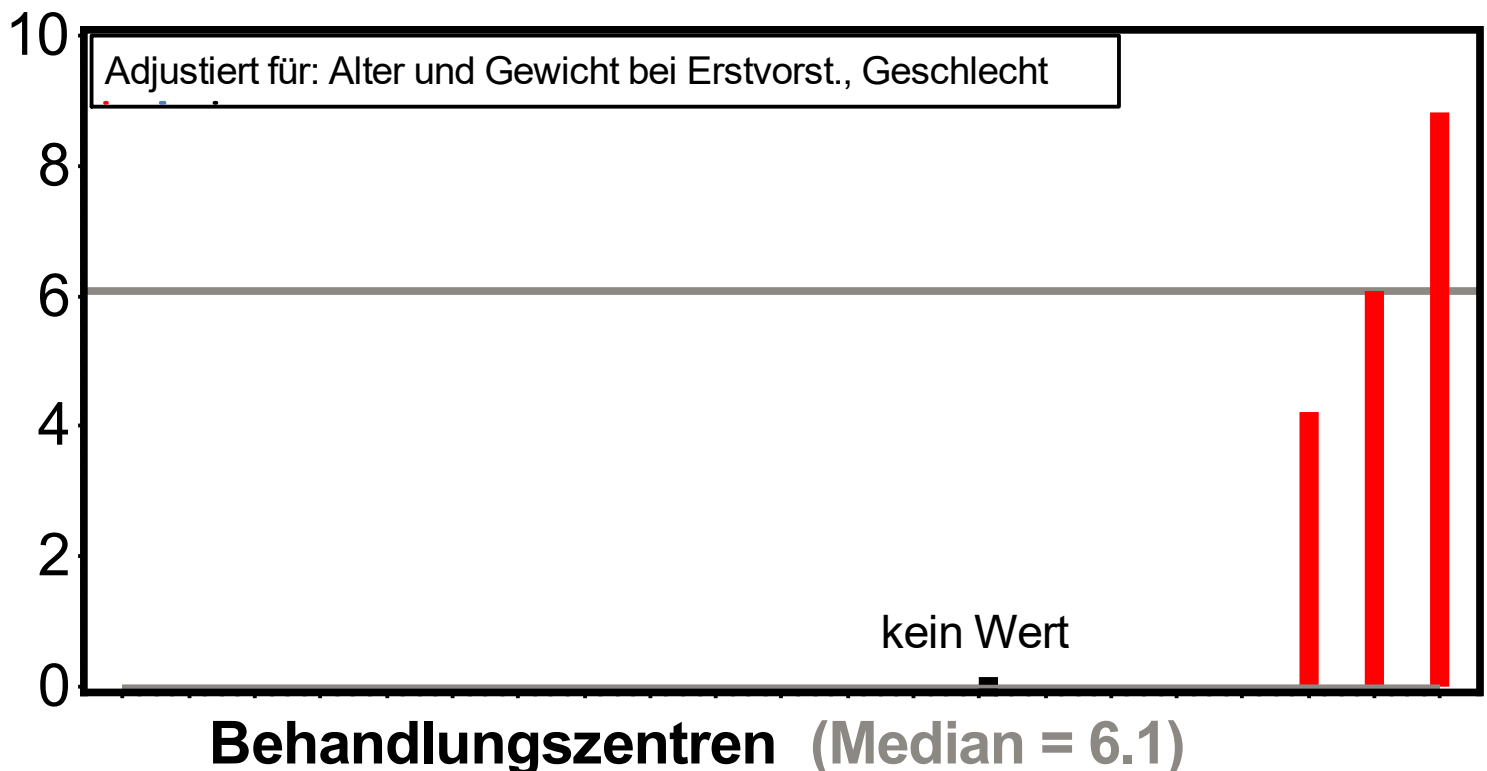 10
Adjustiert für: Alter und Gewicht bei Erstvorst., Geschlecht
8
6
4
2
kein Wert
0
Behandlungszentren (Median = 6.1)